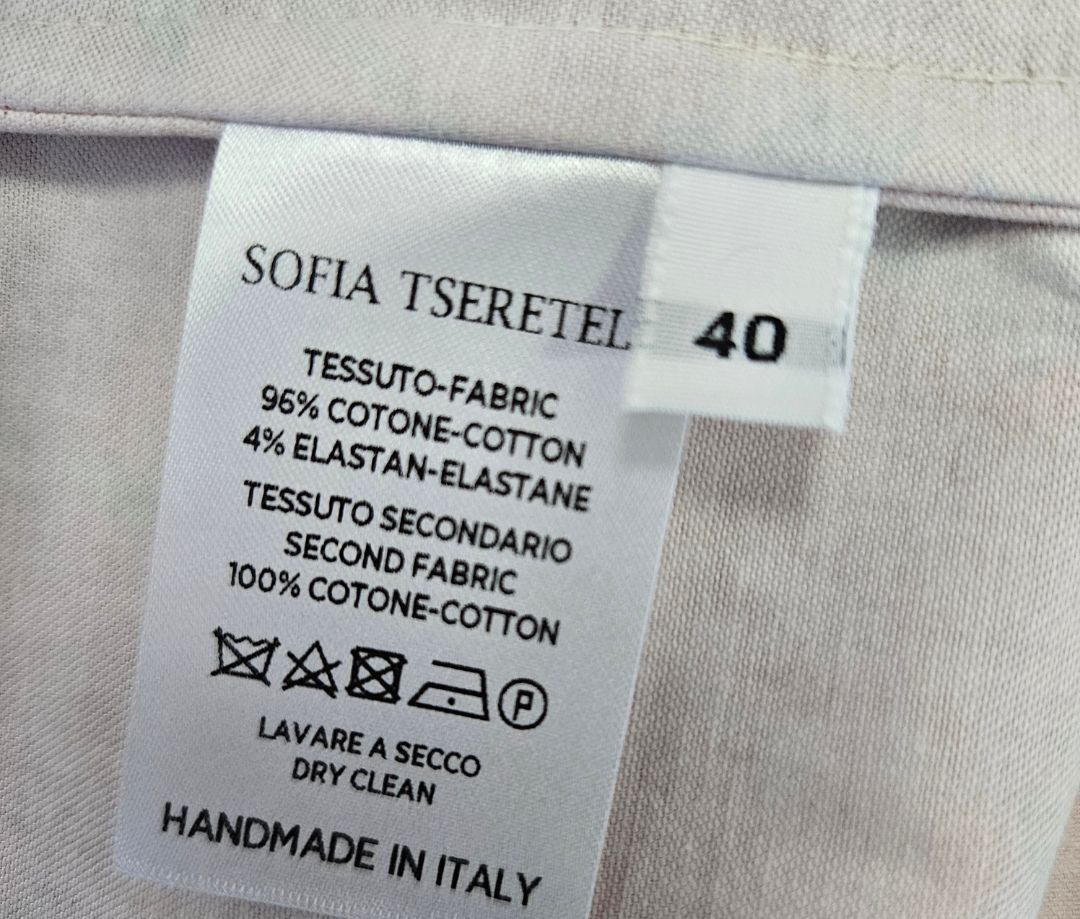 SOFIA TSERETEL
40
TESSUTO-FABRIC
96% COTONE-COTTON
4% ELASTAN-ELASTANE
TESSUTO SECONDARIO
SECOND FABRIC
100% COTONE-COTTON
P
LAVARE A SECCO
DRY CLEAN
HANDMADE IN ITALY